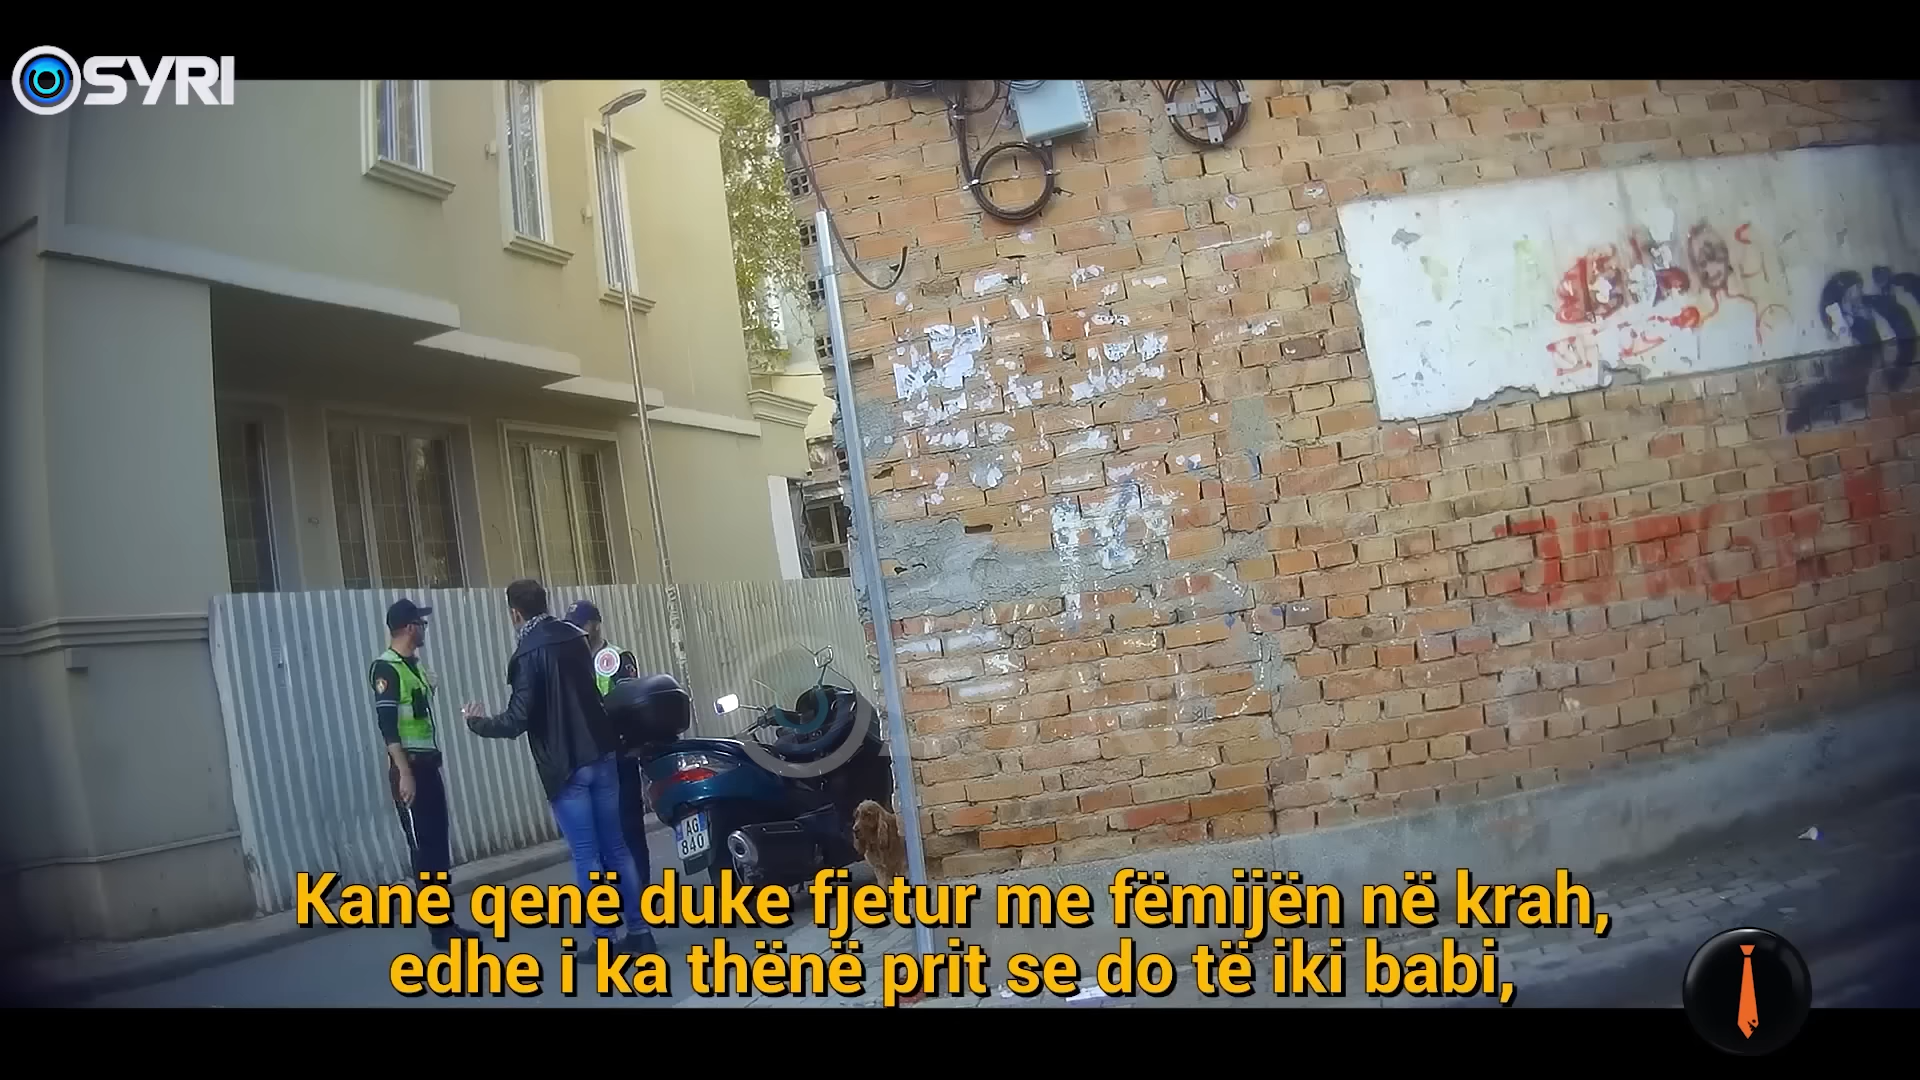 SYRI
AG
840
Kanë qenë duke fjetur me fëmijën në krah,
edhe i ka thënë prit se do të iki babi,